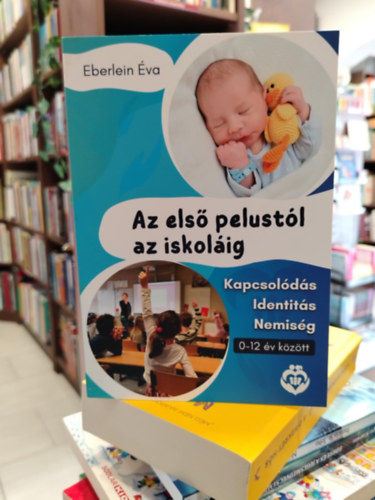 Eberlein Éva
Az első pelustól
az iskoláig
Kapcsolódás
Identitás
Nemiség
0-12 év között